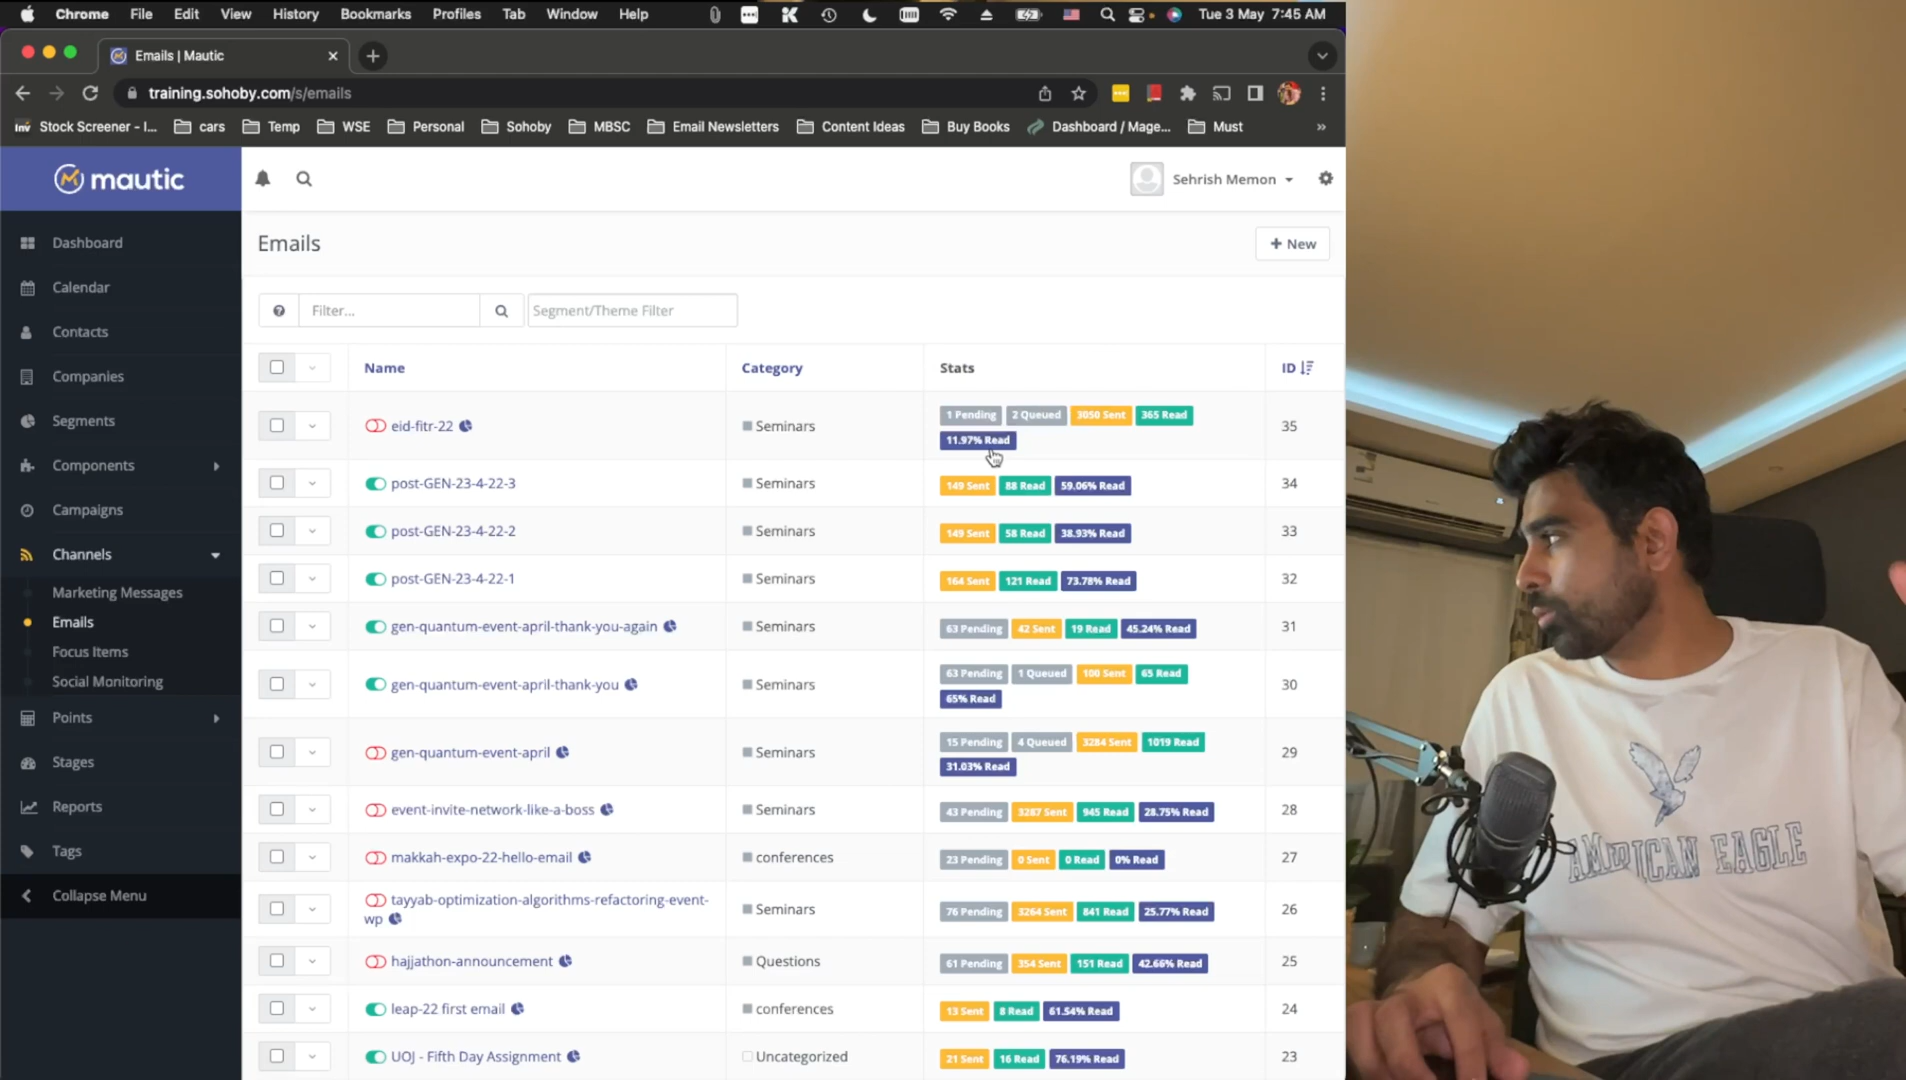 Chrome File Edit View History Bookmarks Profiles Tab Window Help Tue 3 May 7:45 AM
Emails | Mautic
training.sohoby.com/s/emails
Stock Screener - I... cars Temp WSE Personal Sohoby MBSC Email Newsletters Content Ideas Buy Books Dashboard / Mage... Must »
mautic
Sehrish Memon
Dashboard
Calendar
Contacts
Companies
Segments
Components
Campaigns
Channels
Marketing Messages
Emails
Focus Items
Social Monitoring
Points
Stages
Reports
Tags
Collapse Menu
Emails
+ New
Filter... Segment/Theme Filter
Name Category Stats ID
eid-fitr-22 Seminars 1 Pending 2 Queued 3050 Sent 365 Read 35
11.97% Read
post-GEN-23-4-22-3 Seminars 149 Sent 88 Read 59.06% Read 34
post-GEN-23-4-22-2 Seminars 149 Sent 58 Read 38.93% Read 33
post-GEN-23-4-22-1 Seminars 164 Sent 121 Read 73.78% Read 32
gen-quantum-event-april-thank-you-again Seminars 63 Pending 42 Sent 19 Read 45.24% Read 31
gen-quantum-event-april-thank-you Seminars 63 Pending 1 Queued 100 Sent 65 Read 30
65% Read
gen-quantum-event-april Seminars 15 Pending 4 Queued 3284 Sent 1019 Read 29
31.03% Read
event-invite-network-like-a-boss Seminars 43 Pending 3287 Sent 945 Read 28.75% Read 28
makkah-expo-22-hello-email conferences 23 Pending 0 Sent 0 Read 0% Read 27
tayyab-optimization-algorithms-refactoring-event-
wp Seminars 76 Pending 3264 Sent 841 Read 25.77% Read 26
hajjathon-announcement Questions 61 Pending 354 Sent 151 Read 42.66% Read 25
leap-22 first email conferences 13 Sent 8 Read 61.54% Read 24
UOJ - Fifth Day Assignment Uncategorized 21 Sent 16 Read 76.19% Read 23
AMERICAN EAGLE